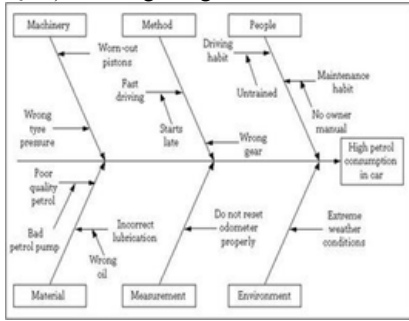 Machinery
Method
People
Worn-out
pistons
Driving
habit
Fast
driving
Untrained
Maintenance
habit
Starts
late
No owner
manual
Wrong
tyre
pressure
Wrong
gear
High petrol
consumption
in car
Poor
quality
petrol
Bad
petrol pump
Incorrect
lubrication
Wrong
oil
Do not reset
odometer
properly
Extreme
weather
conditions
Material
Measurement
Environment